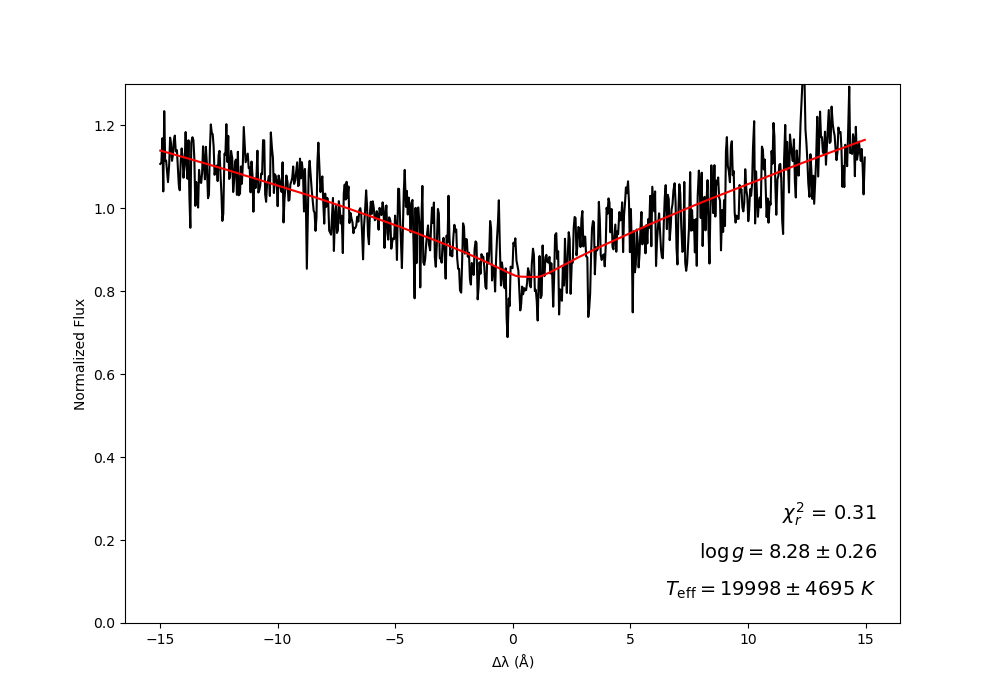 1.2
1.0
0.8
0.6
0.4
0.2
0.0
Normalized Flux
χ²ᵣ = 0.31
log g = 8.28 ± 0.26
T_eff = 19998 ± 4695 K
−15 −10 −5 0 5 10 15
Δλ (Å)